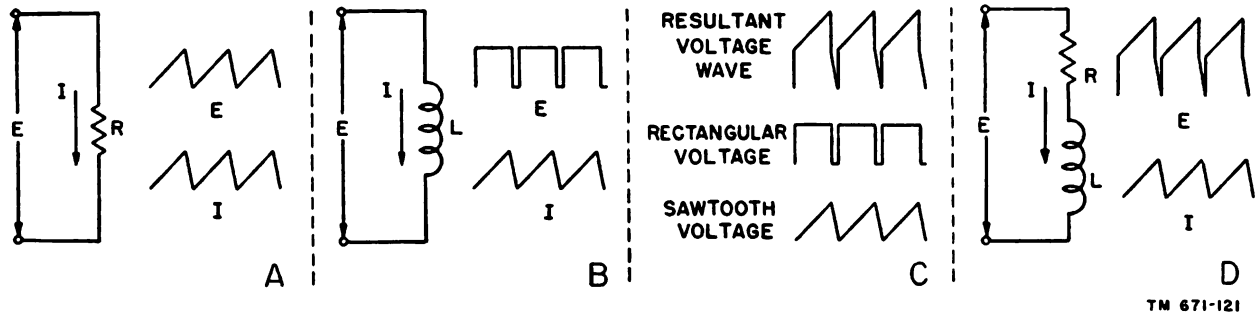 I
E
R
E
I
A
I
E
L
E
I
B
RESULTANT
VOLTAGE
WAVE
RECTANGULAR
VOLTAGE
SAWTOOTH
VOLTAGE
C
R
I
E
L
E
I
D
TM 671-121